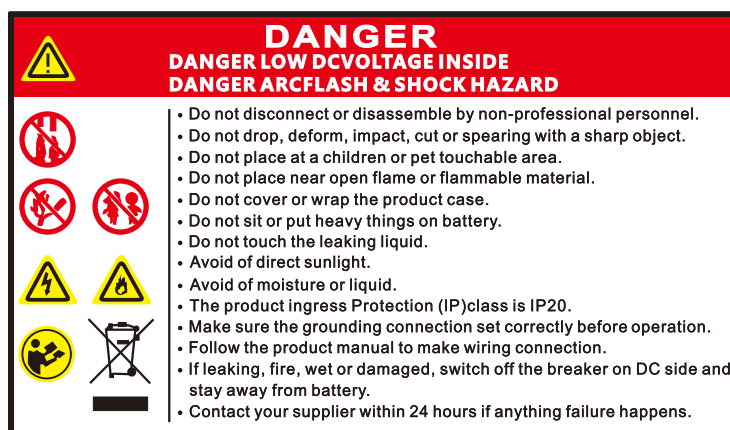 DANGER
DANGER LOW DCVOLTAGE INSIDE
DANGER ARCFLASH & SHOCK HAZARD
• Do not disconnect or disassemble by non-professional personnel.
• Do not drop, deform, impact, cut or spearing with a sharp object.
• Do not place at a children or pet touchable area.
• Do not place near open flame or flammable material.
• Do not cover or wrap the product case.
• Do not sit or put heavy things on battery.
• Do not touch the leaking liquid.
• Avoid of direct sunlight.
• Avoid of moisture or liquid.
• The product ingress Protection (IP)class is IP20.
• Make sure the grounding connection set correctly before operation.
• Follow the product manual to make wiring connection.
• If leaking, fire, wet or damaged, switch off the breaker on DC side and
stay away from battery.
• Contact your supplier within 24 hours if anything failure happens.